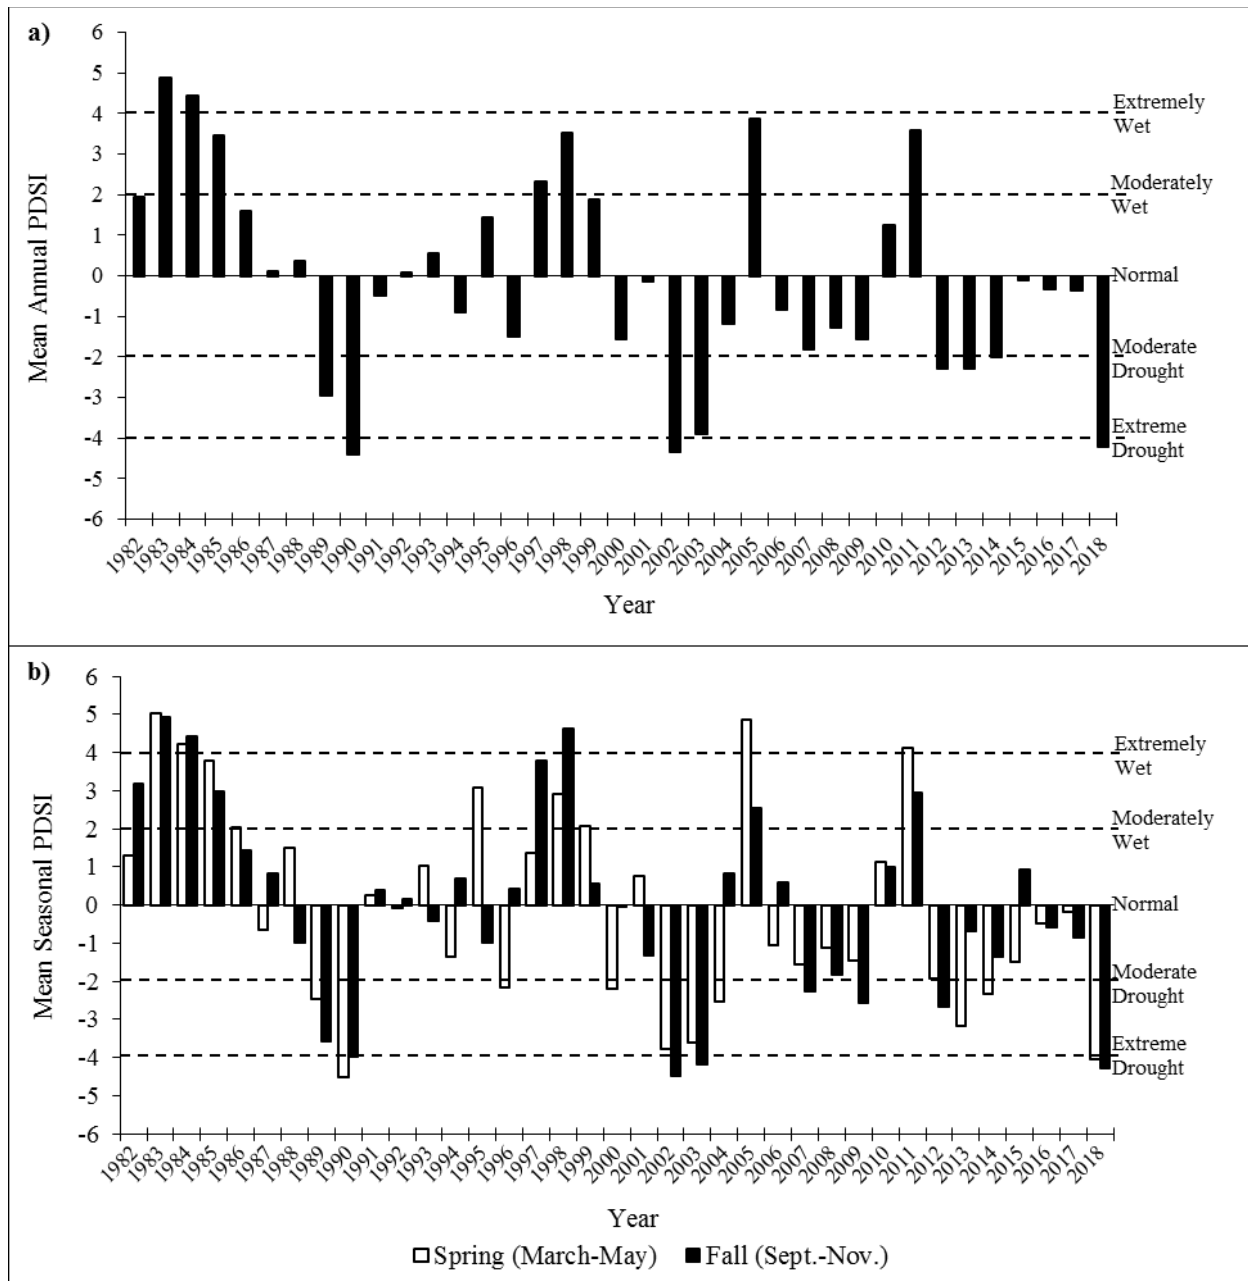 a)
6
5
4
3
2
1
0
-1
-2
-3
-4
-5
-6
Mean Annual PDSI
Extremely
Wet
Moderately
Wet
Normal
Moderate
Drought
Extreme
Drought
1982 1983 1984 1985 1986 1987 1988 1989 1990 1991 1992 1993 1994 1995 1996 1997 1998 1999 2000 2001 2002 2003 2004 2005 2006 2007 2008 2009 2010 2011 2012 2013 2014 2015 2016 2017 2018
Year
b)
6
5
4
3
2
1
0
-1
-2
-3
-4
-5
-6
Mean Seasonal PDSI
Extremely
Wet
Moderately
Wet
Normal
Moderate
Drought
Extreme
Drought
1982 1983 1984 1985 1986 1987 1988 1989 1990 1991 1992 1993 1994 1995 1996 1997 1998 1999 2000 2001 2002 2003 2004 2005 2006 2007 2008 2009 2010 2011 2012 2013 2014 2015 2016 2017 2018
Year
Spring (March-May) Fall (Sept.-Nov.)